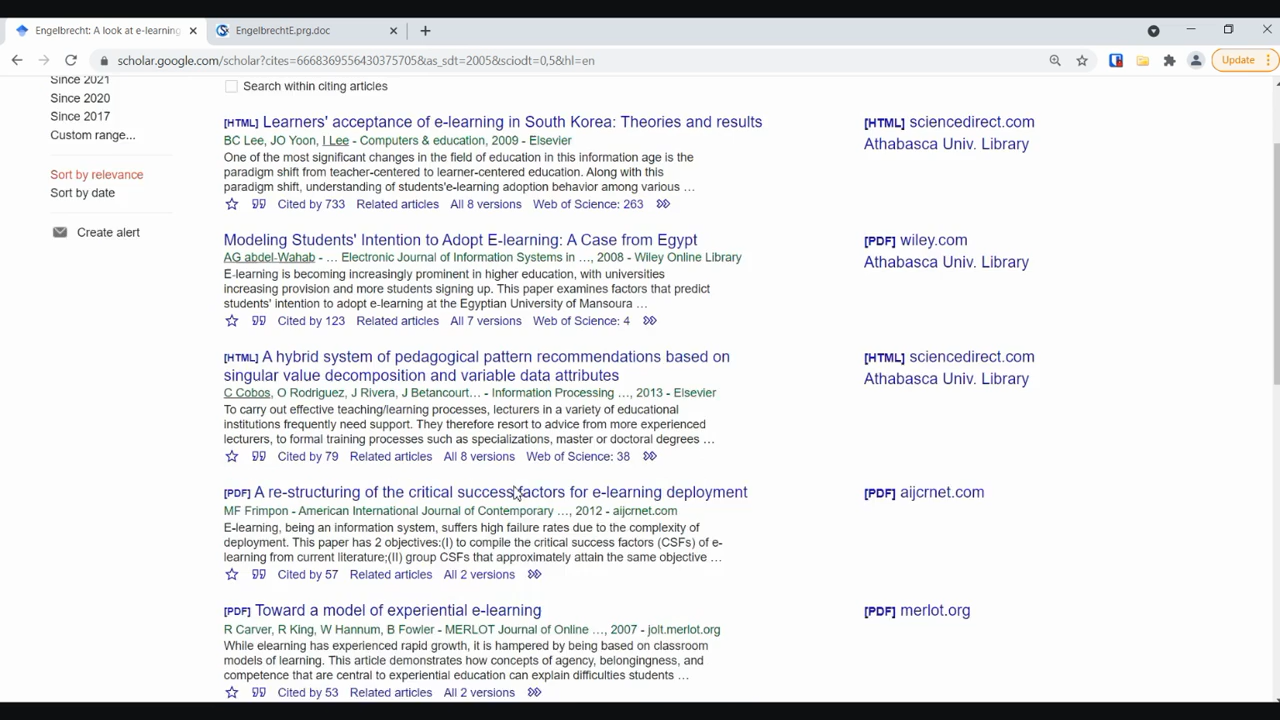 Engelbrecht: A look at e-learning
EngelbrechtE.prg.doc
scholar.google.com/scholar?cites=6668369556430375708&as_sdt=2005&sciodt=0,5&hl=en
Update
Since 2021
Since 2020
Since 2017
Custom range...
Sort by relevance
Sort by date
Create alert
Search within citing articles
[HTML] Learners' acceptance of e-learning in South Korea: Theories and results
BC Lee, JO Yoon, I Lee - Computers & education, 2009 - Elsevier
One of the most significant changes in the field of education in this information age is the
paradigm shift from teacher-centered to learner-centered education. Along with this
paradigm shift, understanding of students'e-learning adoption behavior among various ...
Cited by 733 Related articles All 8 versions Web of Science: 263
[HTML] sciencedirect.com
Athabasca Univ. Library
Modeling Students' Intention to Adopt E-learning: A Case from Egypt
AG abdel-Wahab - ... Electronic Journal of Information Systems in ..., 2008 - Wiley Online Library
E-learning is becoming increasingly prominent in higher education, with universities
increasing provision and more students signing up. This paper examines factors that predict
students' intention to adopt e-learning at the Egyptian University of Mansoura ...
Cited by 123 Related articles All 7 versions Web of Science: 4
[PDF] wiley.com
Athabasca Univ. Library
[HTML] A hybrid system of pedagogical pattern recommendations based on
singular value decomposition and variable data attributes
C Cobos, O Rodriguez, J Rivera, J Betancourt... - Information Processing ..., 2013 - Elsevier
To carry out effective teaching/learning processes, lecturers in a variety of educational
institutions frequently need support. They therefore resort to advice from more experienced
lecturers, to formal training processes such as specializations, master or doctoral degrees ...
Cited by 79 Related articles All 8 versions Web of Science: 38
[HTML] sciencedirect.com
Athabasca Univ. Library
[PDF] A re-structuring of the critical success factors for e-learning deployment
MF Frimpon - American International Journal of Contemporary ..., 2012 - aijcrnet.com
E-learning, being an information system, suffers high failure rates due to the complexity of
deployment. This paper has 2 objectives:(I) to compile the critical success factors (CSFs) of e-
learning from current literature;(II) group CSFs that approximately attain the same objective ...
Cited by 57 Related articles All 2 versions
[PDF] aijcrnet.com
[PDF] Toward a model of experiential e-learning
R Carver, R King, W Hannum, B Fowler - MERLOT Journal of Online ..., 2007 - jolt.merlot.org
While elearning has experienced rapid growth, it is hampered by being based on classroom
models of learning. This article demonstrates how concepts of agency, belongingness, and
competence that are central to experiential education can explain difficulties students ...
Cited by 53 Related articles All 2 versions
[PDF] merlot.org